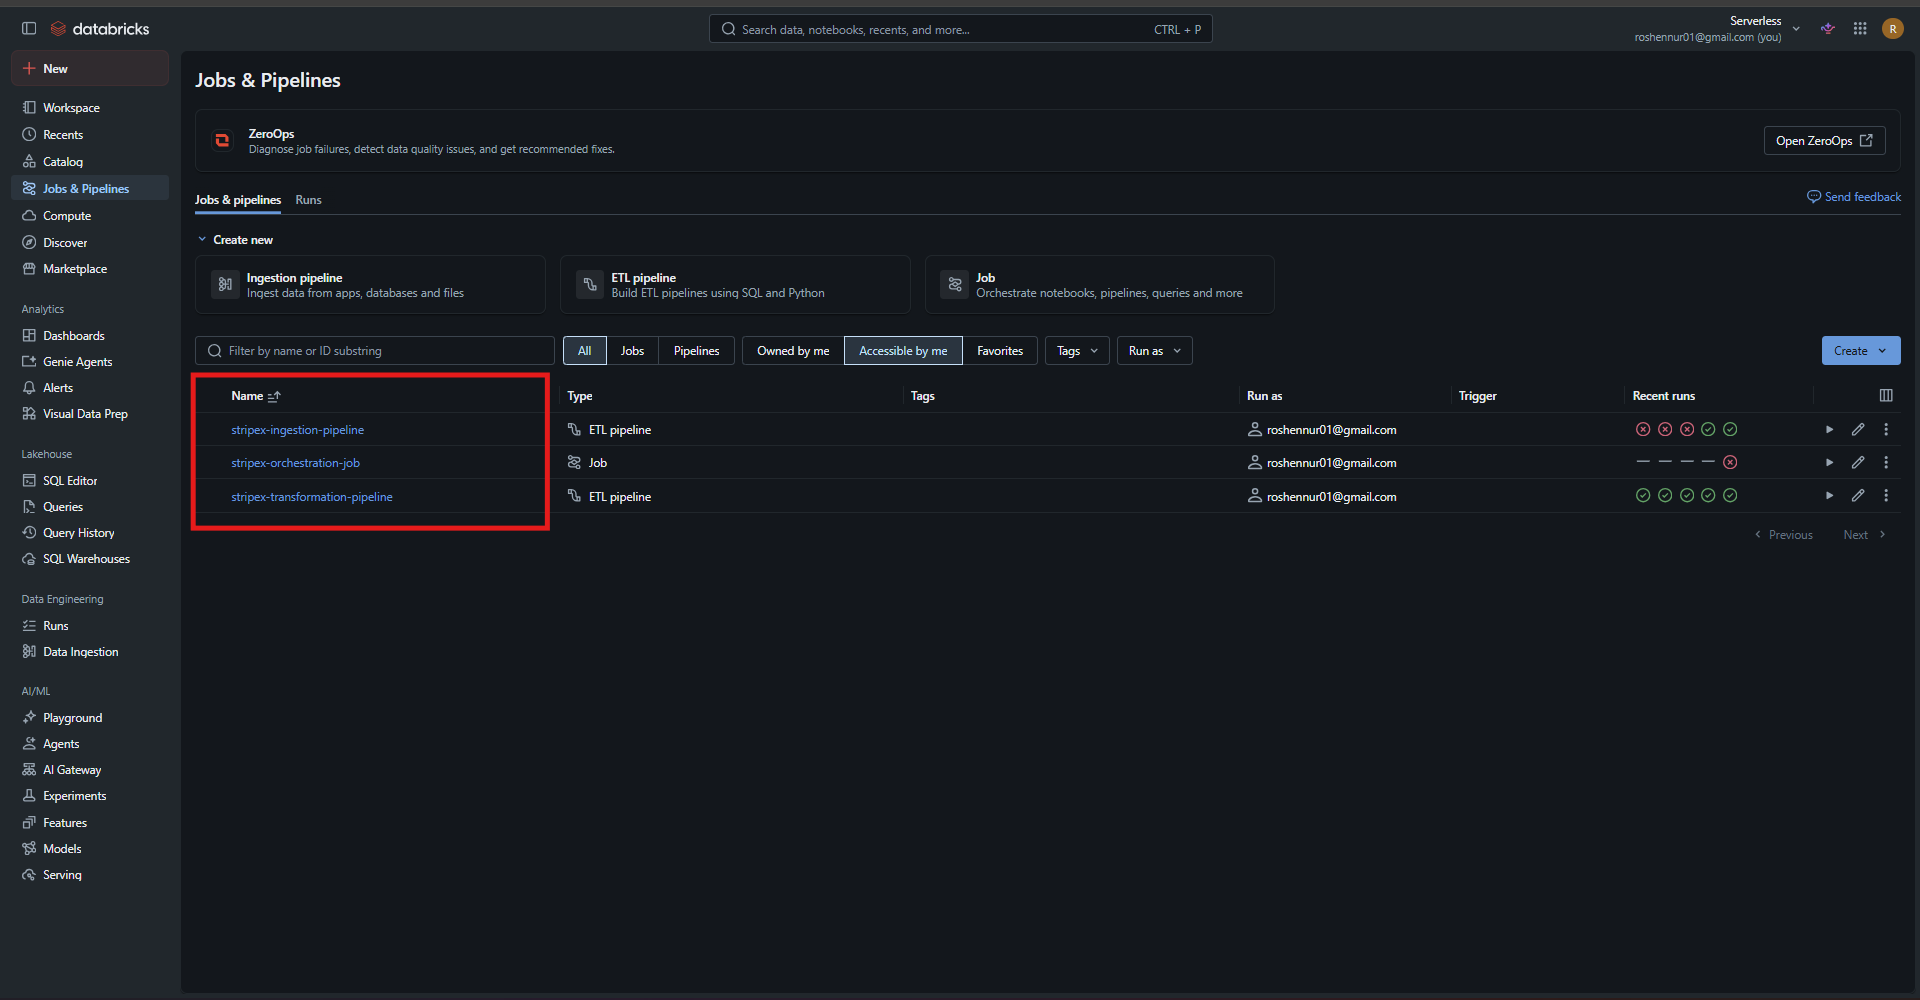 databricks
Search data, notebooks, recents, and more...
CTRL + P
Serverless
roshennur01@gmail.com (you)
R
New
Workspace
Recents
Catalog
Jobs & Pipelines
Compute
Discover
Marketplace
Analytics
Dashboards
Genie Agents
Alerts
Visual Data Prep
Lakehouse
SQL Editor
Queries
Query History
SQL Warehouses
Data Engineering
Runs
Data Ingestion
AI/ML
Playground
Agents
AI Gateway
Experiments
Features
Models
Serving
Jobs & Pipelines
ZeroOps
Diagnose job failures, detect data quality issues, and get recommended fixes.
Open ZeroOps
Jobs & pipelines
Runs
Send feedback
Create new
Ingestion pipeline
Ingest data from apps, databases and files
ETL pipeline
Build ETL pipelines using SQL and Python
Job
Orchestrate notebooks, pipelines, queries and more
Filter by name or ID substring
All
Jobs
Pipelines
Owned by me
Accessible by me
Favorites
Tags
Run as
Create
Name Type Tags Run as Trigger Recent runs
stripex-ingestion-pipeline ETL pipeline roshennur01@gmail.com
stripex-orchestration-job Job roshennur01@gmail.com
stripex-transformation-pipeline ETL pipeline roshennur01@gmail.com
Previous
Next